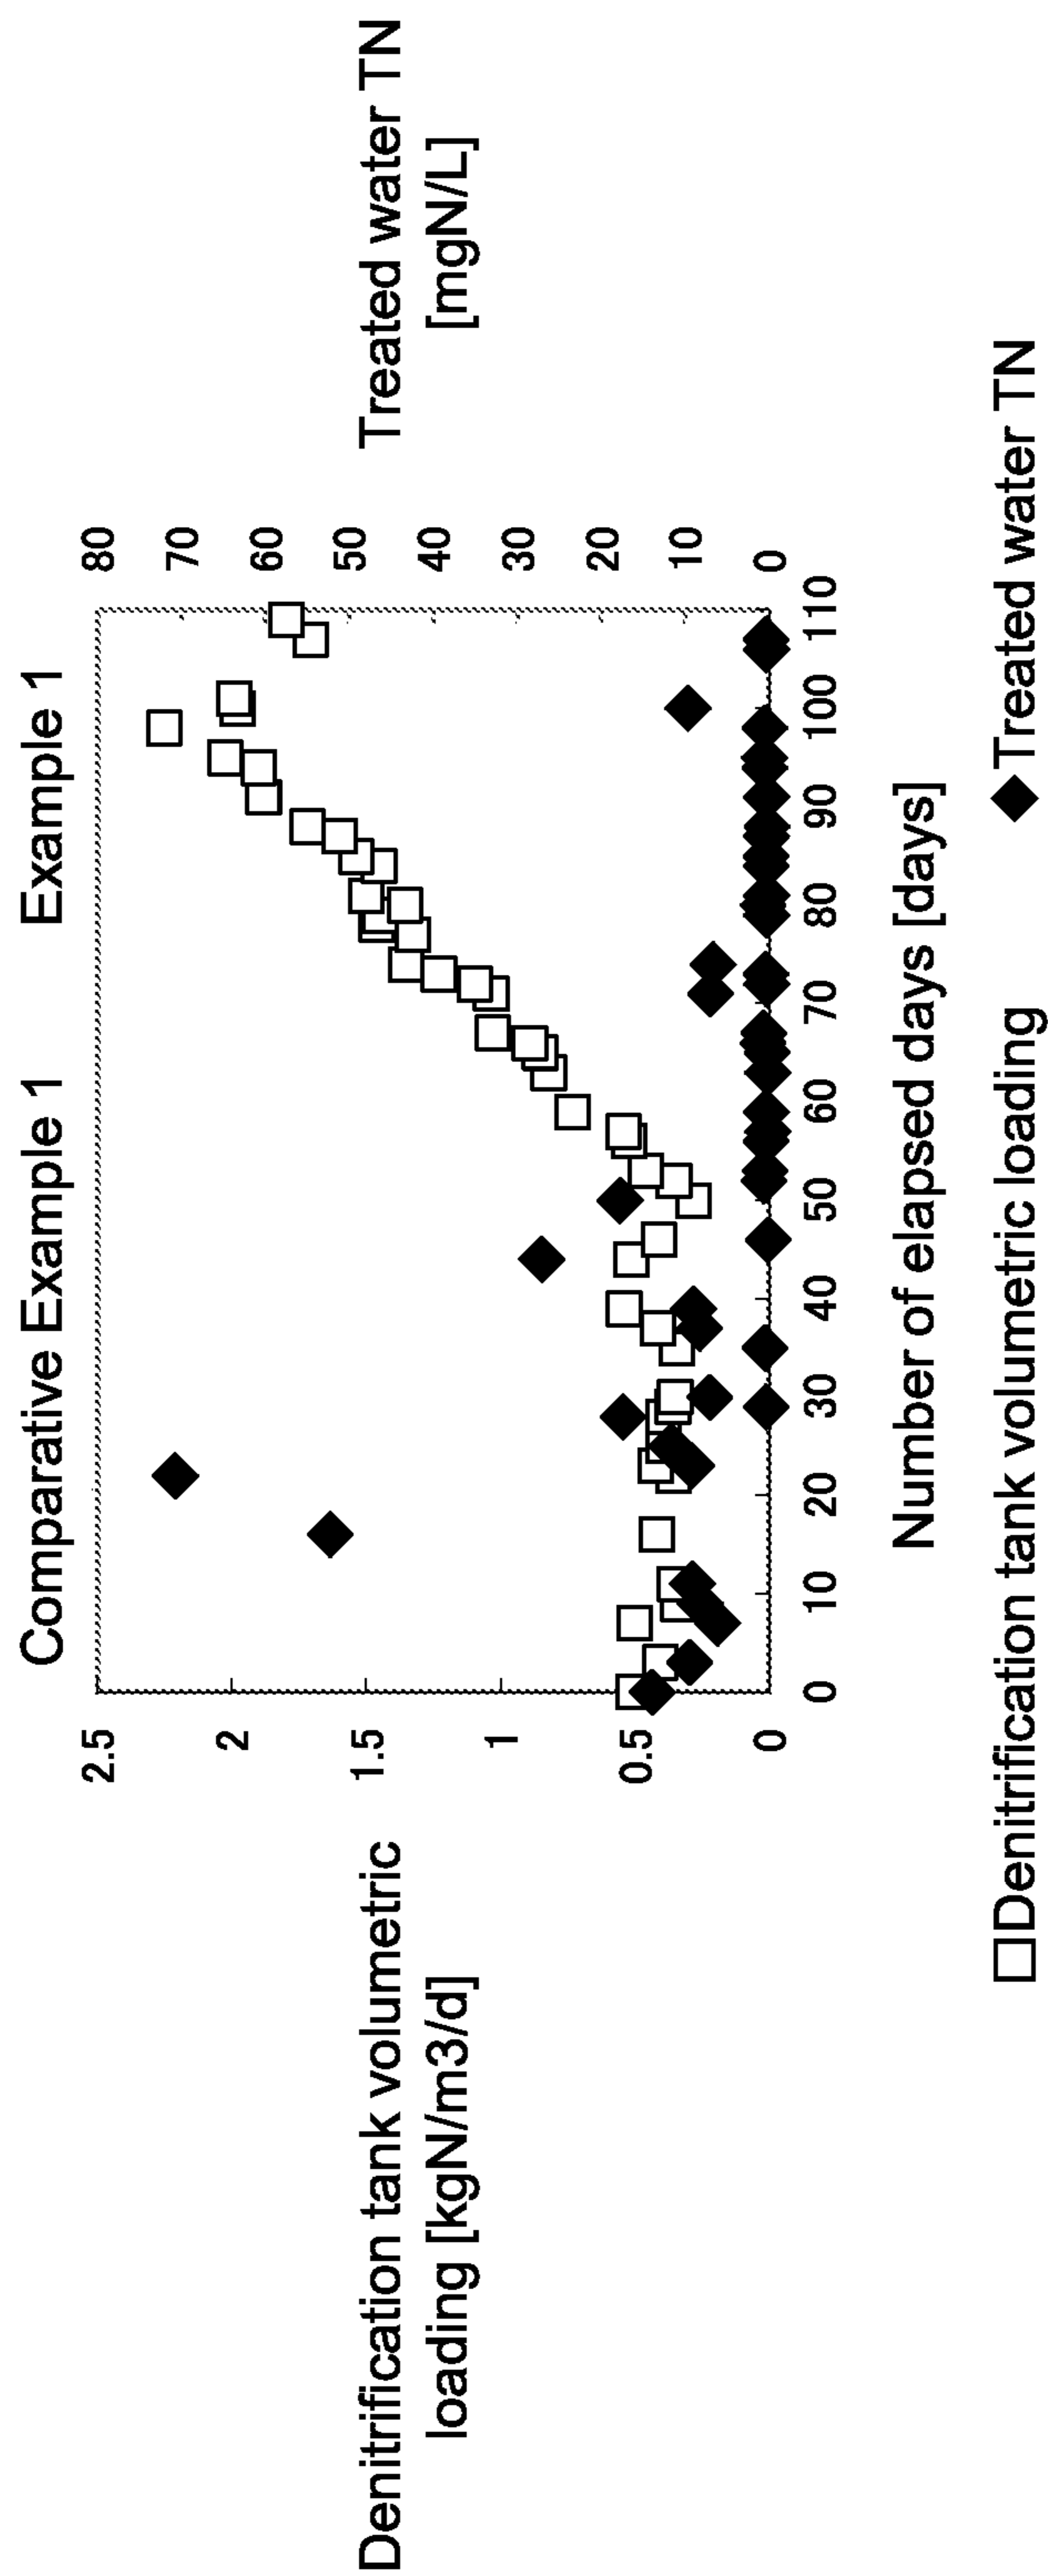 Comparative Example 1
Example 1
Denitrification tank volumetric
loading [kgN/m3/d]
2.5
2
1.5
1
0.5
0
Treated water TN
[mgN/L]
80
70
60
50
40
30
20
10
0
0 10 20 30 40 50 60 70 80 90 100 110
Number of elapsed days [days]
□Denitrification tank volumetric loading
◆Treated water TN